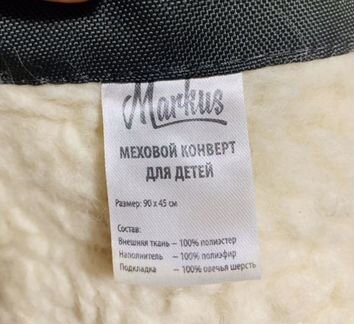 Markus
МЕХОВОЙ КОНВЕРТ
ДЛЯ ДЕТЕЙ
Размер: 90 х 45 см
Состав:
Внешняя ткань – 100% полиэстер
Наполнитель – 100% полиэфир
Подкладка – 100% овечья шерсть